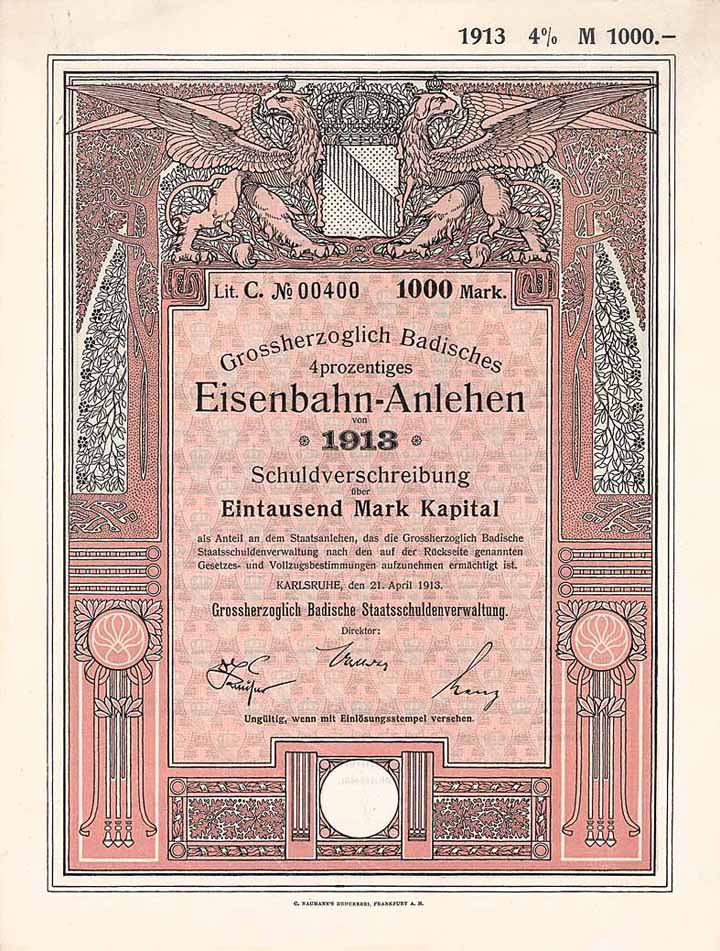 1913 4% M 1000.–
Lit. C. № 00400 1000 Mark.
Grossherzoglich Badisches
4prozentiges
Eisenbahn-Anlehen
von
1913
Schuldverschreibung
über
Eintausend Mark Kapital
als Anteil an dem Staatsanlehen, das die Grossherzoglich Badische
Staatsschuldenverwaltung nach den auf der Rückseite genannten
Gesetzes- und Vollzugsbestimmungen aufzunehmen ermächtigt ist.
KARLSRUHE, den 21. April 1913.
Grossherzoglich Badische Staatsschuldenverwaltung.
Direktor:
Ungültig, wenn mit Einlösungsstempel versehen.
C. NAUMANN'S DRUCKEREI, FRANKFURT A. M.